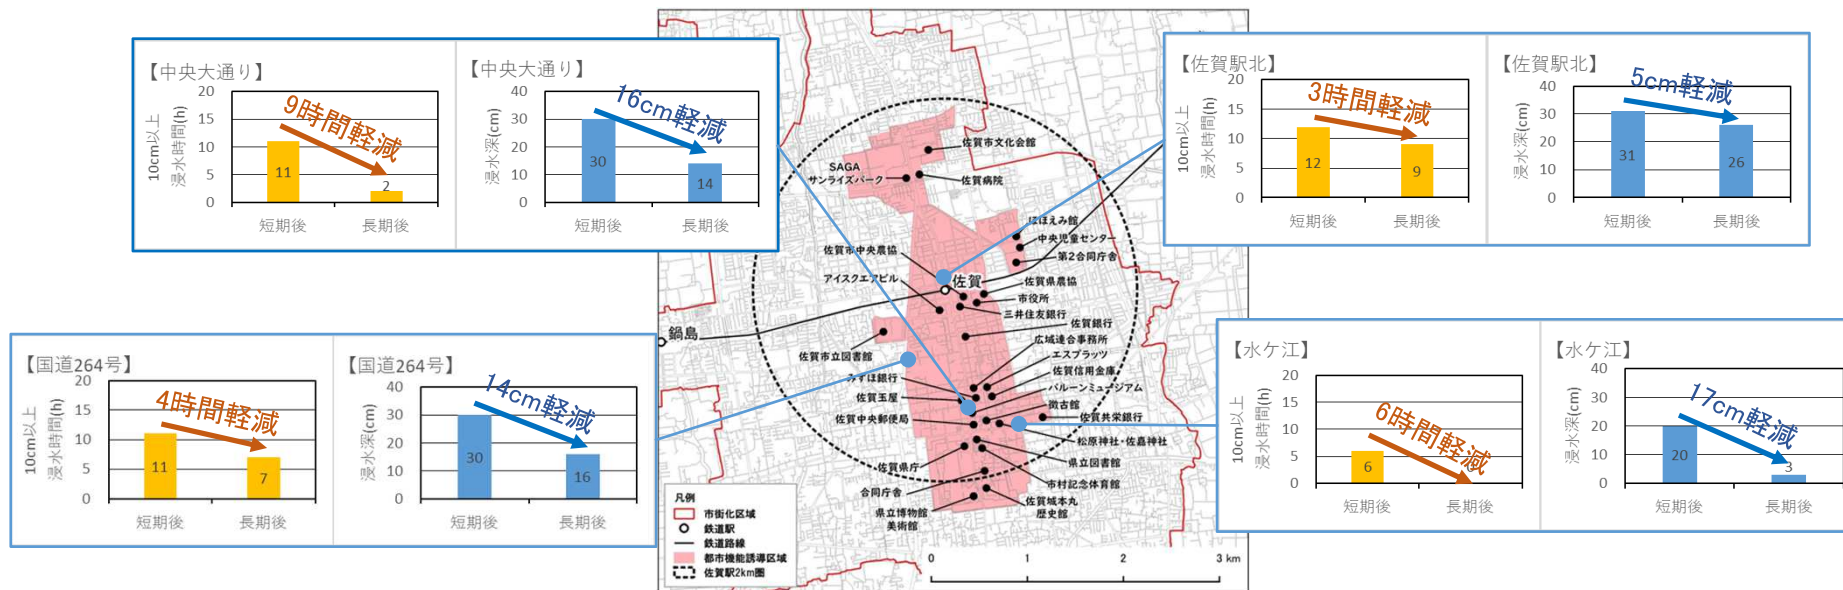 【中央大通り】
10cm以上
浸水時間(h)
20
15
10
5
0
9時間軽減
11
2
短期後
長期後
【中央大通り】
浸水深(cm)
40
30
20
10
0
16cm軽減
30
14
短期後
長期後
【佐賀駅北】
10cm以上
浸水時間(h)
20
15
10
5
0
3時間軽減
12
9
短期後
長期後
【佐賀駅北】
浸水深(cm)
40
30
20
10
0
5cm軽減
31
26
短期後
長期後
【国道264号】
10cm以上
浸水時間(h)
20
15
10
5
0
4時間軽減
11
7
短期後
長期後
【国道264号】
浸水深(cm)
40
30
20
10
0
14cm軽減
30
16
短期後
長期後
【水ケ江】
10cm以上
浸水時間(h)
20
15
10
5
0
6時間軽減
6
短期後
長期後
【水ケ江】
浸水深(cm)
40
30
20
10
0
17cm軽減
20
3
短期後
長期後
佐賀市文化会館
SAGA
サンライズパーク
佐賀病院
ほほえみ館
中央児童センター
第2合同庁舎
佐賀市中央農協
アイスクエアビル
佐賀
佐賀県農協
市役所
三井住友銀行
鍋島
佐賀銀行
広域連合事務所
佐賀市立図書館
エスプラッツ
佐賀信用金庫
みずほ銀行
バルーンミュージアム
佐賀玉屋
徴古館
佐賀中央郵便局
佐賀共栄銀行
松原神社・佐嘉神社
佐賀県庁
県立図書館
市村記念体育館
合同庁舎
佐賀城本丸
歴史館
県立博物館
美術館
凡例
市街化区域
鉄道駅
鉄道路線
都市機能誘導区域
佐賀駅2km圏
0
1
2
3 km